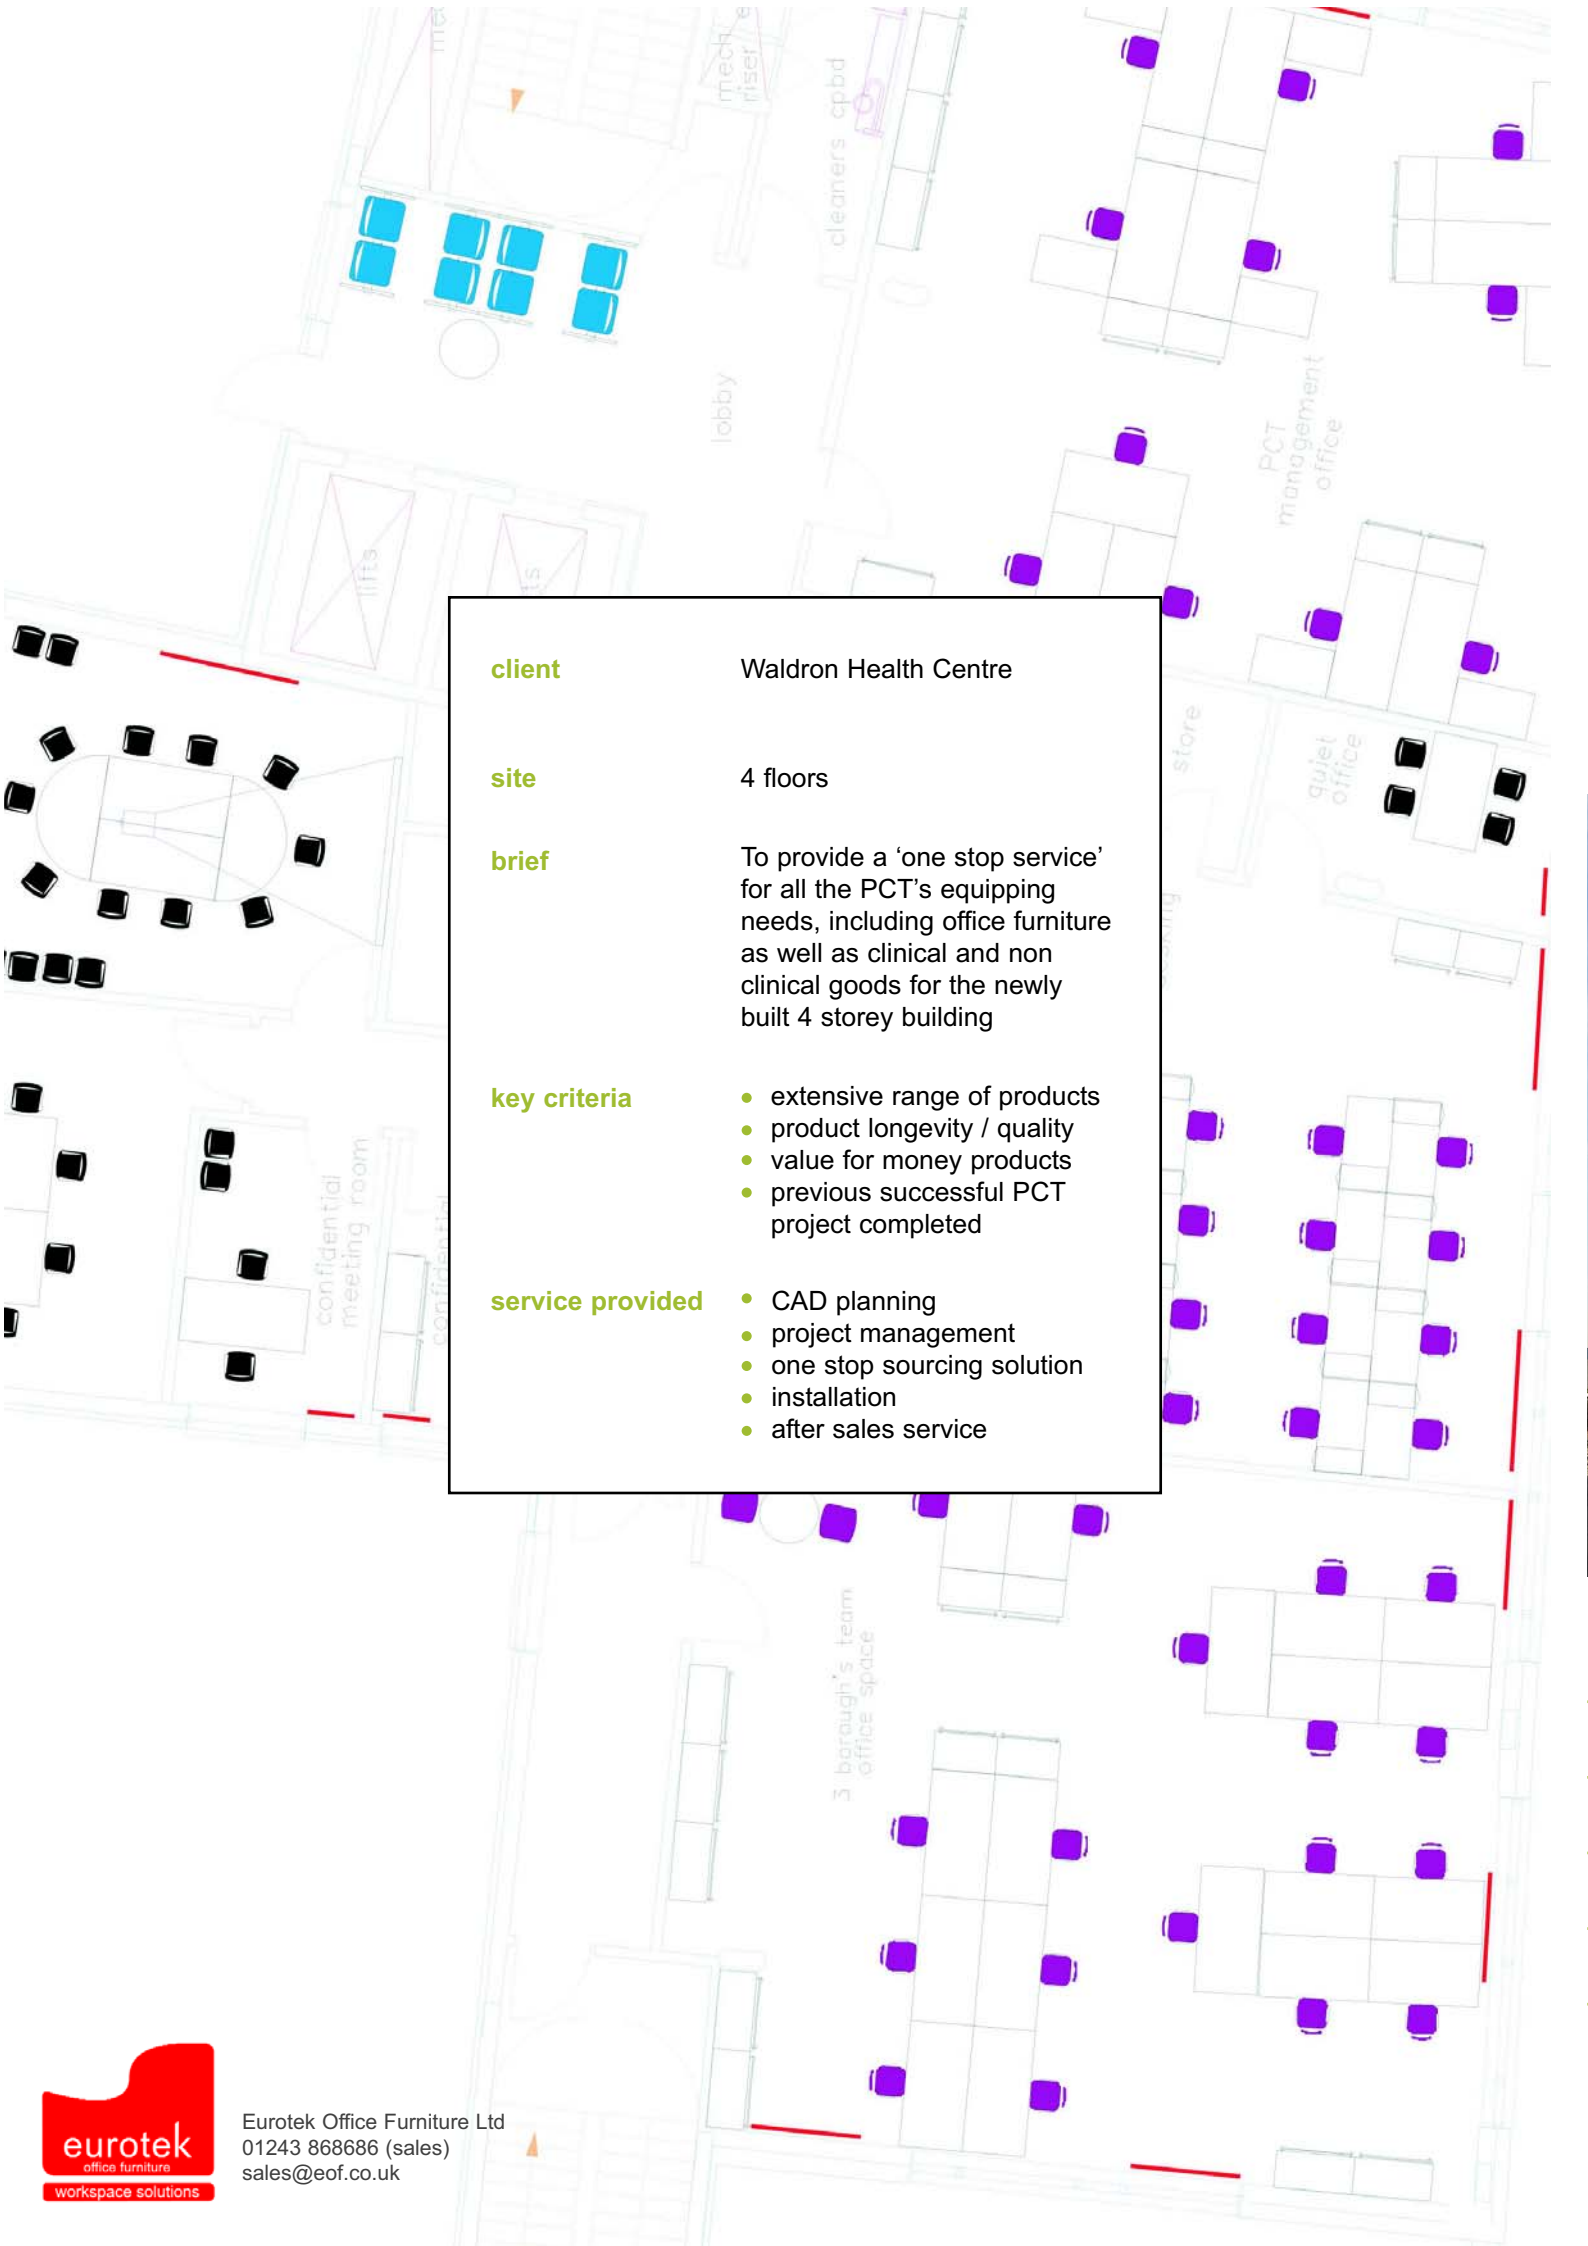 mech
riser
cleaners cpbd
lobby
PCT
management
office
lifts
client
Waldron Health Centre
site
4 floors
brief
To provide a ‘one stop service’
for all the PCT’s equipping
needs, including office furniture
as well as clinical and non
clinical goods for the newly
built 4 storey building
key criteria
• extensive range of products
• product longevity / quality
• value for money products
• previous successful PCT
project completed
service provided
• CAD planning
• project management
• one stop sourcing solution
• installation
• after sales service
store
quiet
office
confidential
meeting room
confidential
3 borough's team
office space
eurotek
office furniture
workspace solutions
Eurotek Office Furniture Ltd
01243 868686 (sales)
sales@eof.co.uk